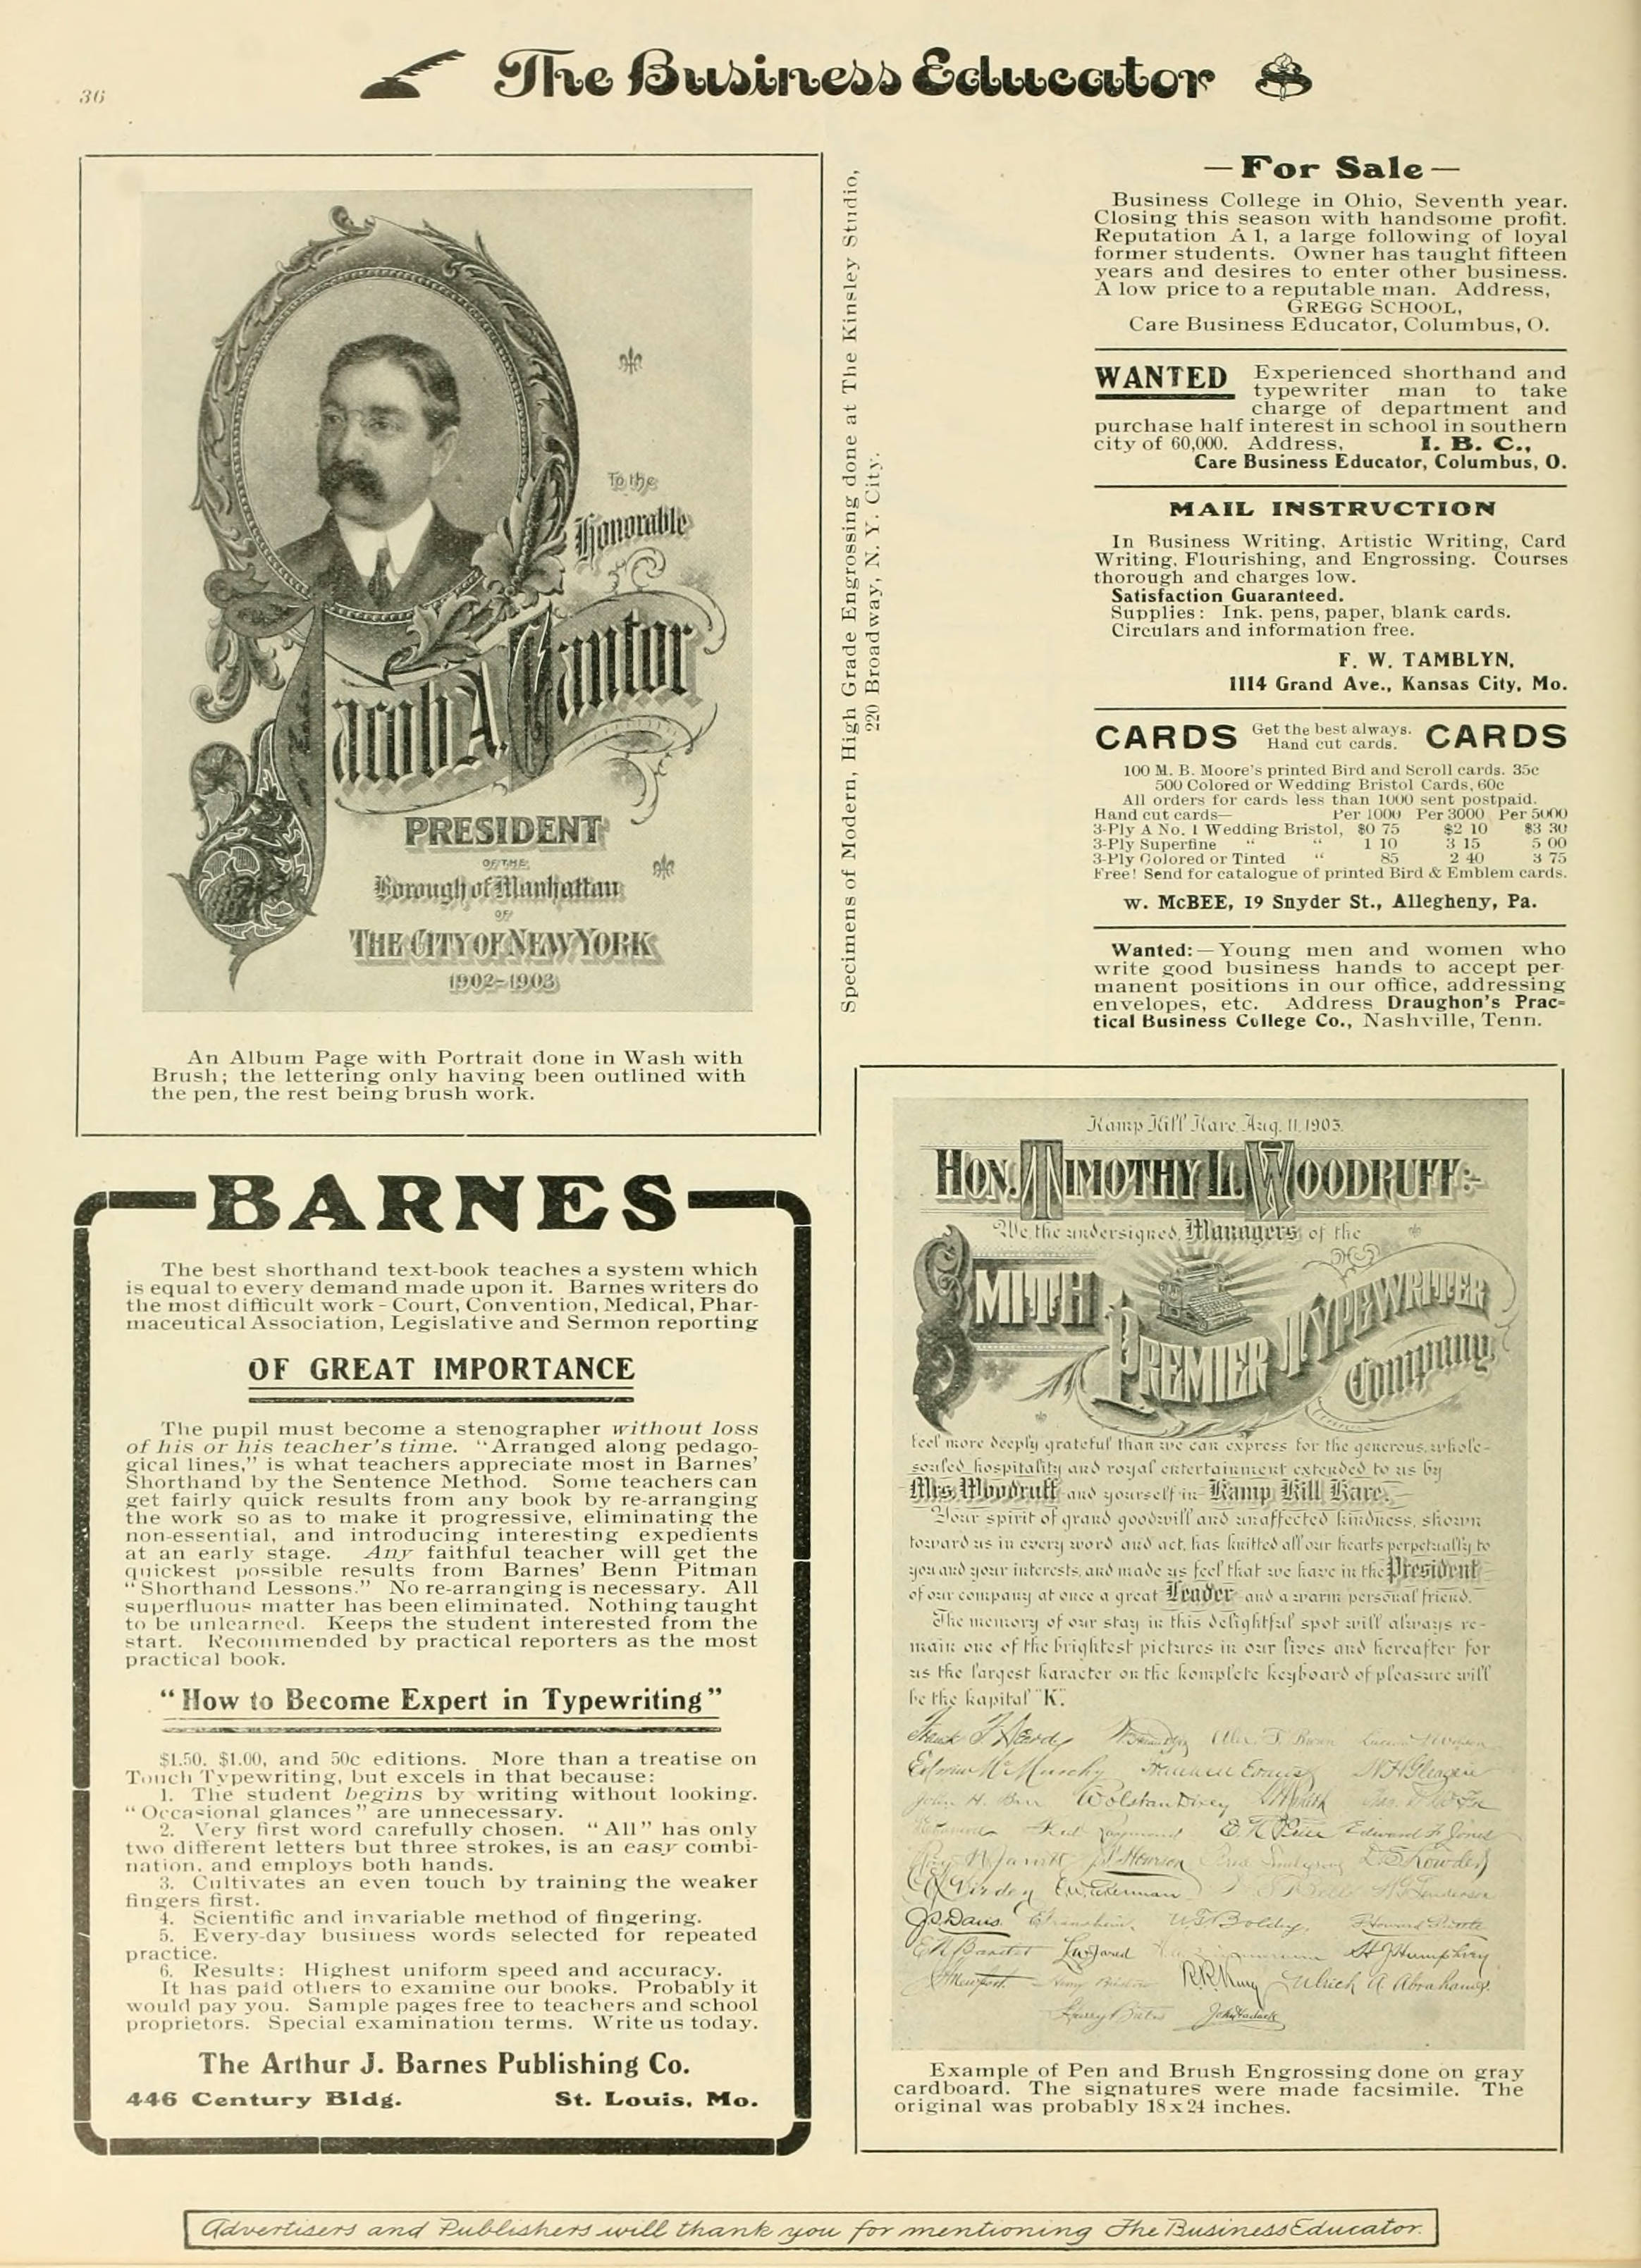 36
The Business Educator
To the
Honorable
Jacob A. Cantor
PRESIDENT
OF THE
Borough of Manhattan
OF
THE CITY OF NEW YORK
1902-1903
An Album Page with Portrait done in Wash with
Brush; the lettering only having been outlined with
the pen, the rest being brush work.
Specimens of Modern, High Grade Engrossing done at The Kinsley Studio,
220 Broadway, N. Y. City.
—For Sale—
Business College in Ohio, Seventh year.
Closing this season with handsome profit.
Reputation A 1, a large following of loyal
former students. Owner has taught fifteen
years and desires to enter other business.
A low price to a reputable man. Address,
GREGG SCHOOL,
Care Business Educator, Columbus, O.
WANTED Experienced shorthand and
typewriter man to take
charge of department and
purchase half interest in school in southern
city of 60,000. Address, I. B. C.,
Care Business Educator, Columbus, O.
MAIL INSTRUCTION
In Business Writing, Artistic Writing, Card
Writing, Flourishing, and Engrossing. Courses
thorough and charges low.
Satisfaction Guaranteed.
Supplies: Ink, pens, paper, blank cards.
Circulars and information free.
F. W. TAMBLYN,
1114 Grand Ave., Kansas City, Mo.
CARDS Get the best always. CARDS
Hand cut cards.
100 M. B. Moore's printed Bird and Scroll cards. 35c
500 Colored or Wedding Bristol Cards, 60c
All orders for cards less than 1000 sent postpaid.
Hand cut cards— Per 1000 Per 3000 Per 5000
3-Ply A No. 1 Wedding Bristol, $0 75 $2 10 $3 30
3-Ply Superfine " " 1 10 3 15 5 00
3-Ply Colored or Tinted " 85 2 40 3 75
Free! Send for catalogue of printed Bird & Emblem cards.
W. McBEE, 19 Snyder St., Allegheny, Pa.
Wanted:—Young men and women who
write good business hands to accept per-
manent positions in our office, addressing
envelopes, etc. Address Draughon's Prac-
tical Business College Co., Nashville, Tenn.
BARNES
The best shorthand text-book teaches a system which
is equal to every demand made upon it. Barnes writers do
the most difficult work - Court, Convention, Medical, Phar-
maceutical Association, Legislative and Sermon reporting
OF GREAT IMPORTANCE
The pupil must become a stenographer without loss
of his or his teacher's time. "Arranged along pedago-
gical lines," is what teachers appreciate most in Barnes'
Shorthand by the Sentence Method. Some teachers can
get fairly quick results from any book by re-arranging
the work so as to make it progressive, eliminating the
non-essential, and introducing interesting expedients
at an early stage. Any faithful teacher will get the
quickest possible results from Barnes' Benn Pitman
"Shorthand Lessons." No re-arranging is necessary. All
superfluous matter has been eliminated. Nothing taught
to be unlearned. Keeps the student interested from the
start. Recommended by practical reporters as the most
practical book.
"How to Become Expert in Typewriting"
$1.50, $1.00, and 50c editions. More than a treatise on
Touch Typewriting, but excels in that because:
1. The student begins by writing without looking.
"Occasional glances" are unnecessary.
2. Very first word carefully chosen. "All" has only
two different letters but three strokes, is an easy combi-
nation, and employs both hands.
3. Cultivates an even touch by training the weaker
fingers first.
4. Scientific and invariable method of fingering.
5. Every-day business words selected for repeated
practice.
6. Results: Highest uniform speed and accuracy.
It has paid others to examine our books. Probably it
would pay you. Sample pages free to teachers and school
proprietors. Special examination terms. Write us today.
The Arthur J. Barnes Publishing Co.
446 Century Bldg. St. Louis, Mo.
Kamp Kill Kare, Aug. 11, 1903.
HON. TIMOTHY L. WOODRUFF:-
We the undersigned, Managers of the
SMITH PREMIER TYPEWRITER Company,
feel more deeply grateful than we can express for the generous, whole-
souled hospitality and royal entertainment extended to us by
Mrs. Woodruff and yourself in Kamp Kill Kare.
Your spirit of grand goodwill and unaffected kindness, shown
toward us in every word and act, has knitted all our hearts perpetually to
you and your interests, and made us feel that we have in the President
of our company at once a great Leader and a warm personal friend.
The memory of our stay in this delightful spot will always re-
main one of the brightest pictures in our lives and hereafter for
us the largest karacter on the komplete keyboard of pleasure will
be the kapital "K".
Wolstan Dixey
Edward F. Jones
J. P. Davis
H J Humphrey
R.R. King Ulrich A Abrahams
Example of Pen and Brush Engrossing done on gray
cardboard. The signatures were made facsimile. The
original was probably 18x24 inches.
Advertisers and Publishers will thank you for mentioning The Business Educator.